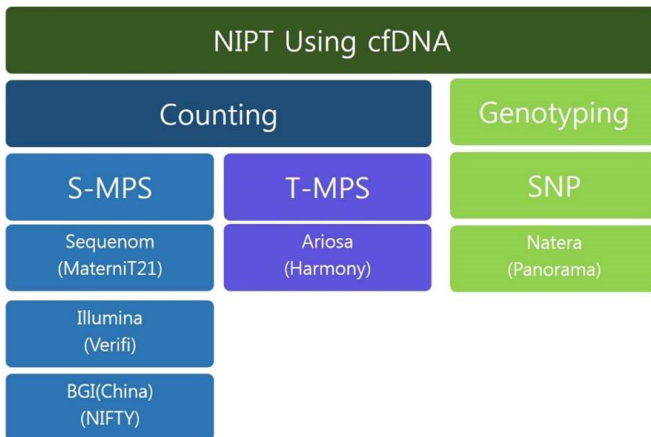 NIPT Using cfDNA
Counting
Genotyping
S-MPS
T-MPS
SNP
Sequenom
(MaterniT21)
Ariosa
(Harmony)
Natera
(Panorama)
Illumina
(Verifi)
BGI(China)
(NIFTY)